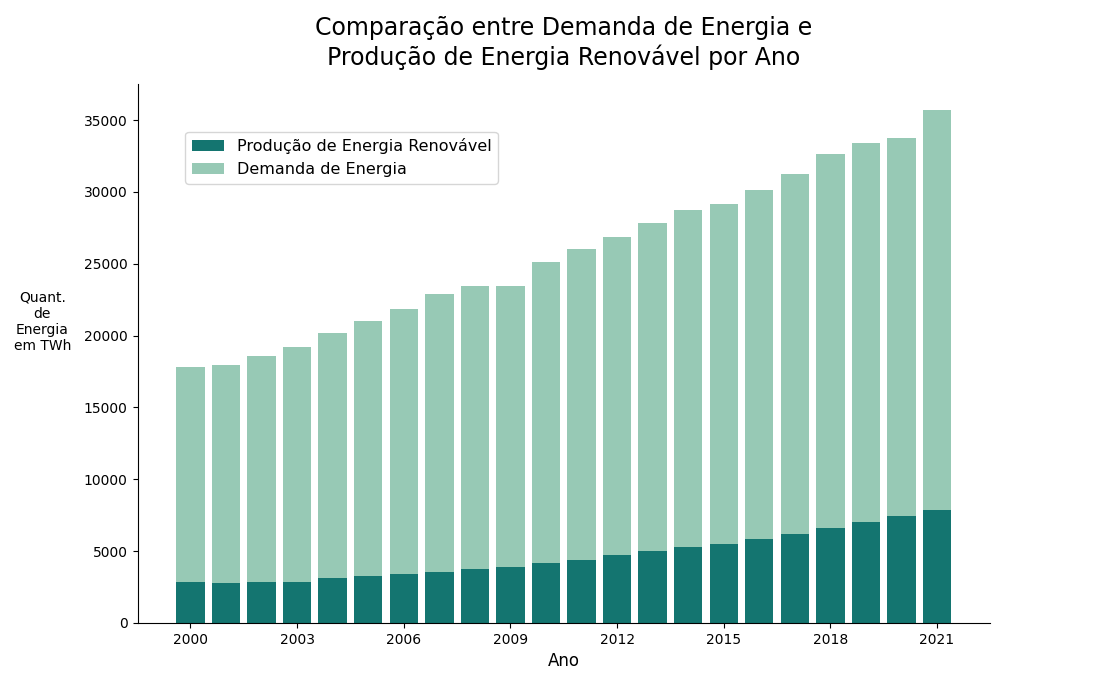 Comparação entre Demanda de Energia e
Produção de Energia Renovável por Ano
Produção de Energia Renovável
Demanda de Energia
35000
30000
25000
20000
15000
10000
5000
0
Quant.
de
Energia
em TWh
2000 2003 2006 2009 2012 2015 2018 2021
Ano